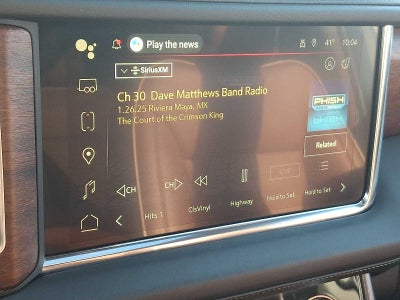 Play the news
41° 10:04
SiriusXM
Ch 30 Dave Matthews Band Radio
1.26.25 Riviera Maya, MX
The Court of the Crimson King
PHISH
Related
CH CH LIVE
Hits 1 ClsVinyl Highway Hold to Set Hold to Set